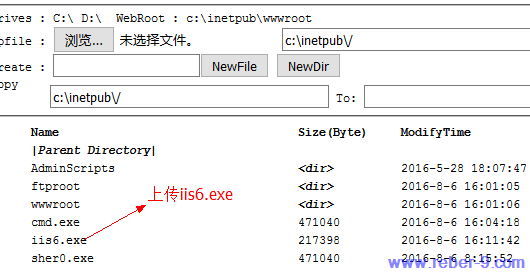 rives : C:\ D:\ WebRoot : c:\inetpub\wwwroot
pfile : 浏览... 未选择文件。 c:\inetpub\/
reate : NewFile NewDir
opy
c:\inetpub\/ To:
Name Size(Byte) ModifyTime
|Parent Directory|
AdminScripts <dir> 2016-5-28 18:07:47
ftproot <dir> 2016-8-6 16:01:05
wwwroot <dir> 2016-8-6 16:01:06
上传iis6.exe
cmd.exe 471040 2016-8-6 16:04:18
iis6.exe 217398 2016-8-6 16:11:42
sher0.exe 471040 2016-8-6 8:15:52
www.reber-9.com